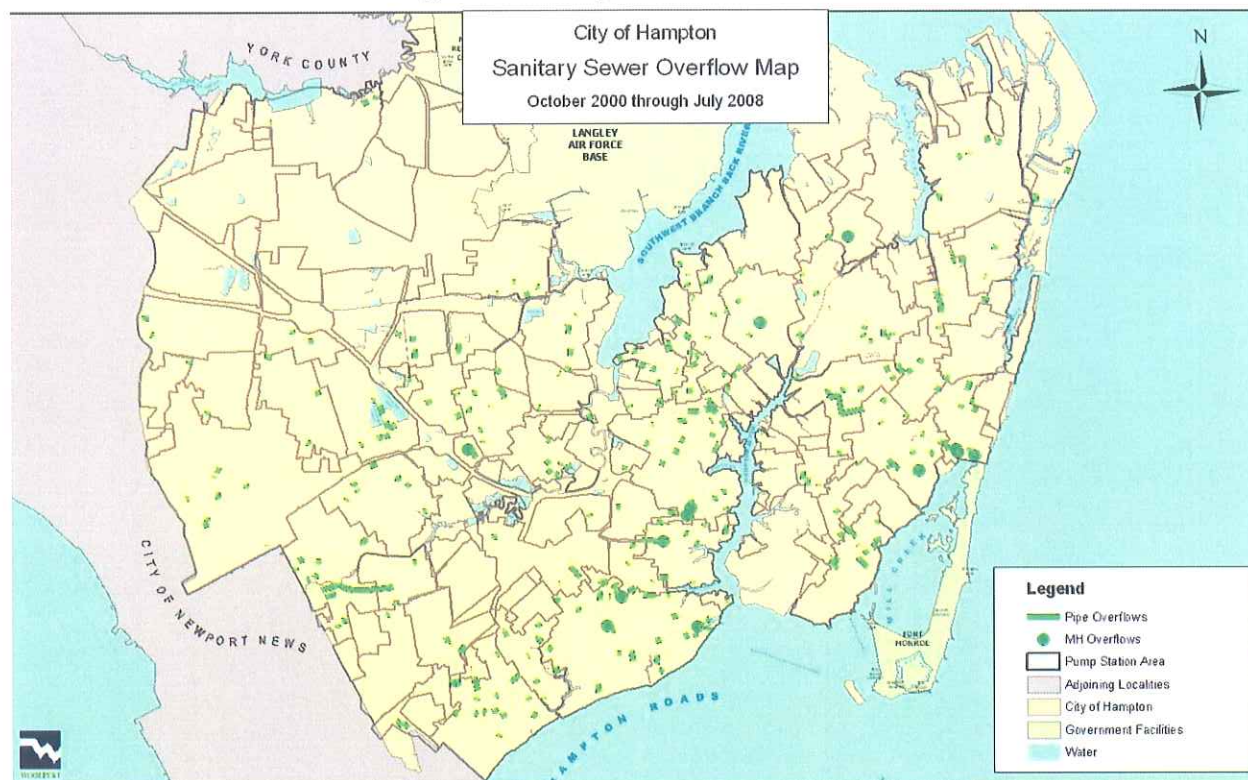 City of Hampton
Sanitary Sewer Overflow Map
October 2000 through July 2008
N
YORK COUNTY
LANGLEY
AIR FORCE
BASE
SOUTHWEST BRANCH BACK RIVER
CITY OF NEWPORT NEWS
MILL CREEK
FORT
MONROE
HAMPTON ROADS
Legend
Pipe Overflows
MH Overflows
Pump Station Area
Adjoining Localities
City of Hampton
Government Facilities
Water